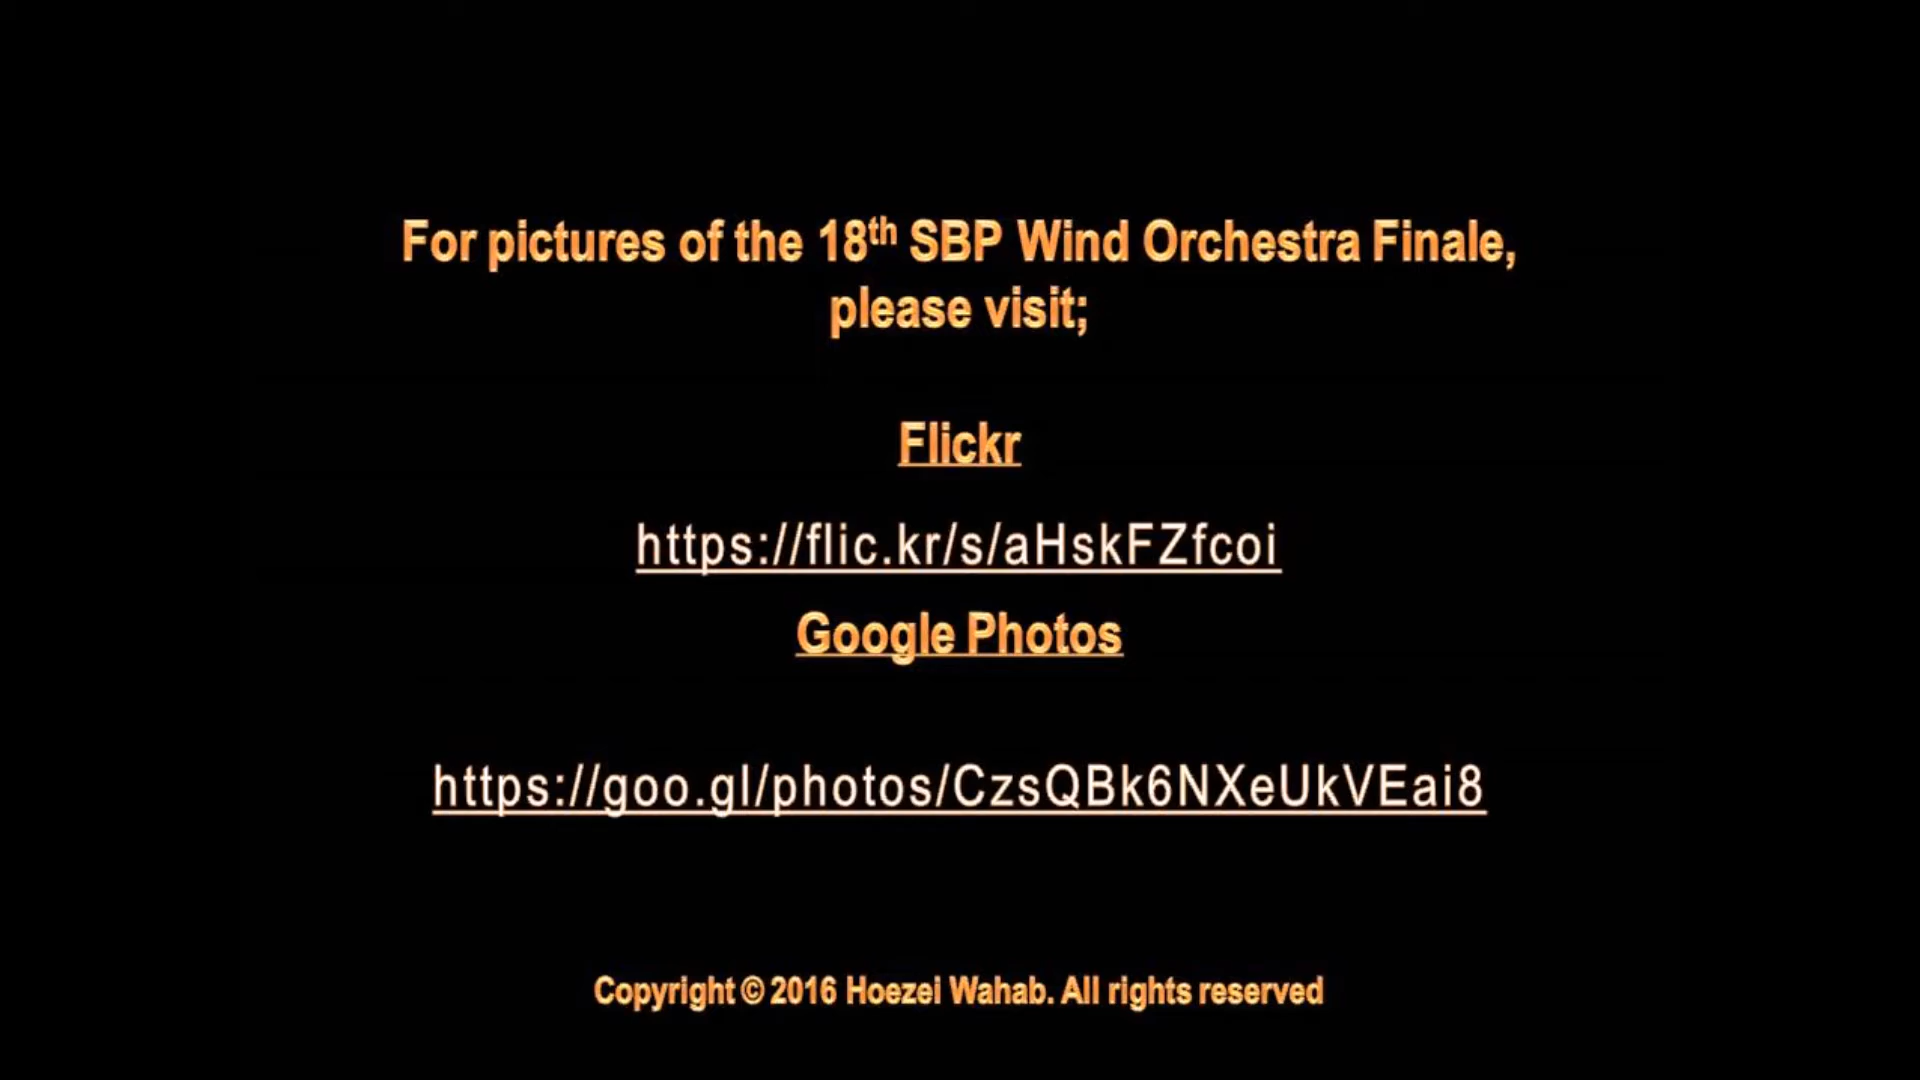 For pictures of the 18th SBP Wind Orchestra Finale,
please visit;
Flickr
https://flic.kr/s/aHskFZfcoi
Google Photos
https://goo.gl/photos/CzsQBk6NXeUkVEai8
Copyright © 2016 Hoezei Wahab. All rights reserved